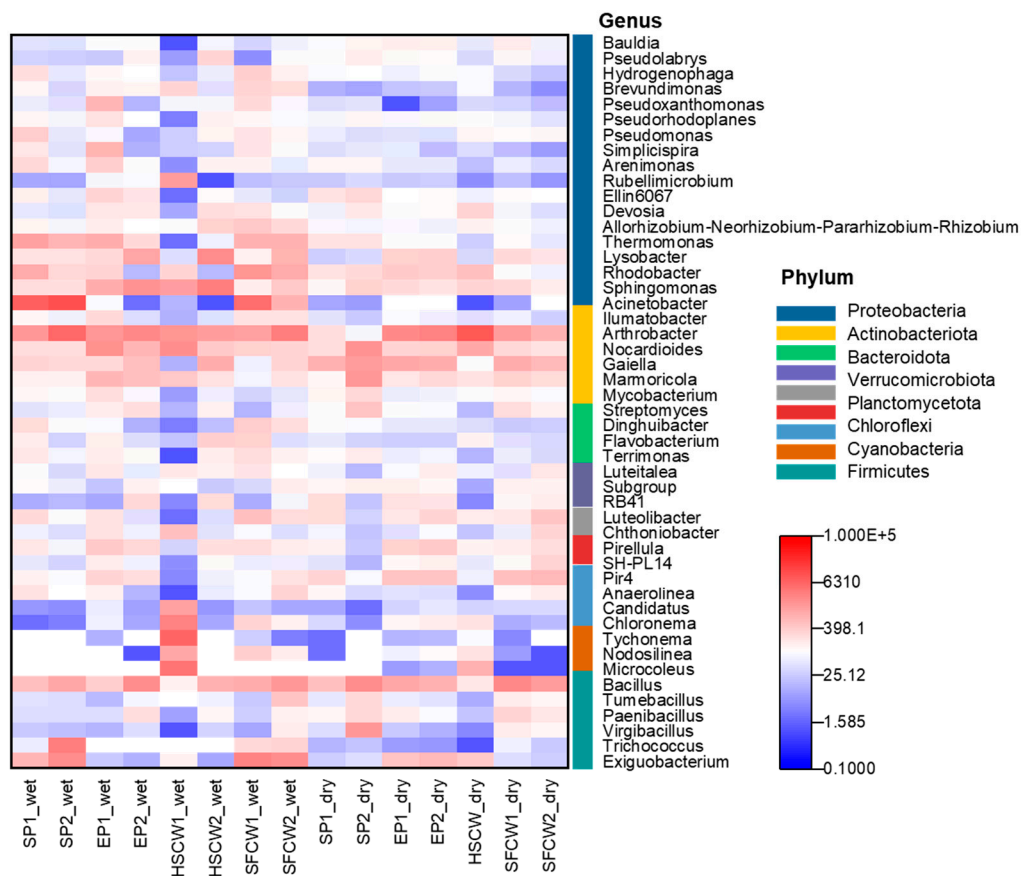 Genus
Bauldia
Pseudolabrys
Hydrogenophaga
Brevundimonas
Pseudoxanthomonas
Pseudorhodoplanes
Pseudomonas
Simplicispira
Arenimonas
Rubellimicrobium
Ellin6067
Devosia
Allorhizobium-Neorhizobium-Pararhizobium-Rhizobium
Thermomonas
Lysobacter
Rhodobacter
Sphingomonas
Acinetobacter
Ilumatobacter
Arthrobacter
Nocardioides
Gaiella
Marmoricola
Mycobacterium
Streptomyces
Dinghuibacter
Flavobacterium
Terrimonas
Luteitalea
Subgroup
RB41
Luteolibacter
Chthoniobacter
Pirellula
SH-PL14
Pir4
Anaerolinea
Candidatus
Chloronema
Tychonema
Nodosilinea
Microcoleus
Bacillus
Tumebacillus
Paenibacillus
Virgibacillus
Trichococcus
Exiguobacterium
Phylum
Proteobacteria
Actinobacteriota
Bacteroidota
Verrucomicrobiota
Planctomycetota
Chloroflexi
Cyanobacteria
Firmicutes
1.000E+5
6310
398.1
25.12
1.585
0.1000
SP1_wet
SP2_wet
EP1_wet
EP2_wet
HSCW1_wet
HSCW2_wet
SFCW1_wet
SFCW2_wet
SP1_dry
SP2_dry
EP1_dry
EP2_dry
HSCW_dry
SFCW1_dry
SFCW2_dry